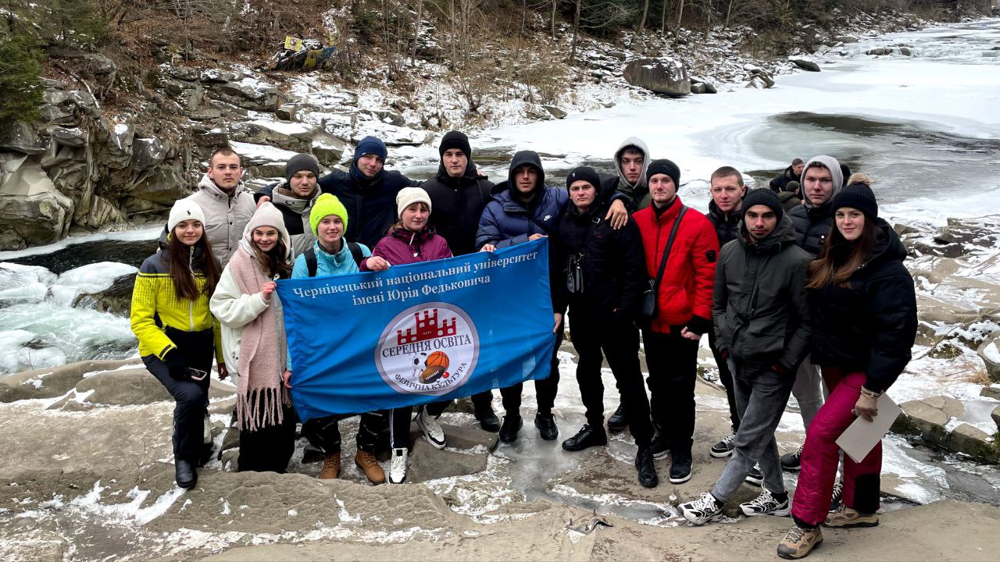 Чернівецький національний університет
імені Юрія Федьковича
СЕРЕДНЯ ОСВІТА
ФІЗИЧНА КУЛЬТУРА